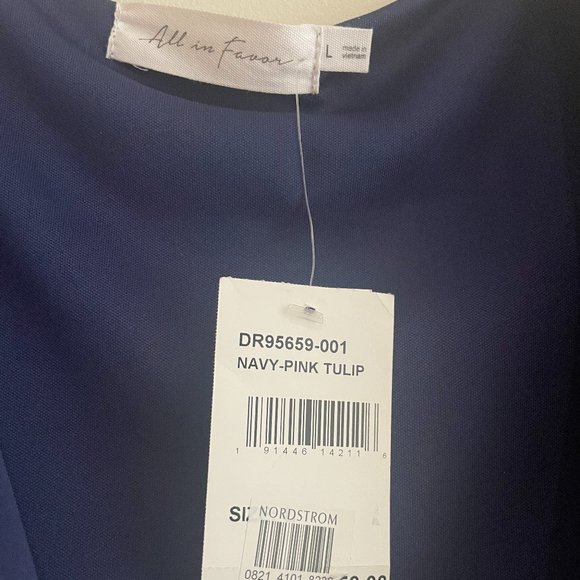 All in Favor
L
made in
vietnam
DR95659-001
NAVY-PINK TULIP
1 91446 14211 6
NORDSTROM
0821 4101